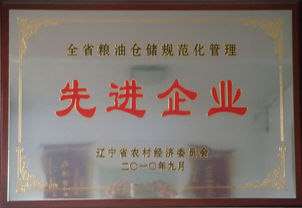 全省粮油仓储规范化管理
先进企业
辽宁省农村经济委员会
二〇一〇年九月